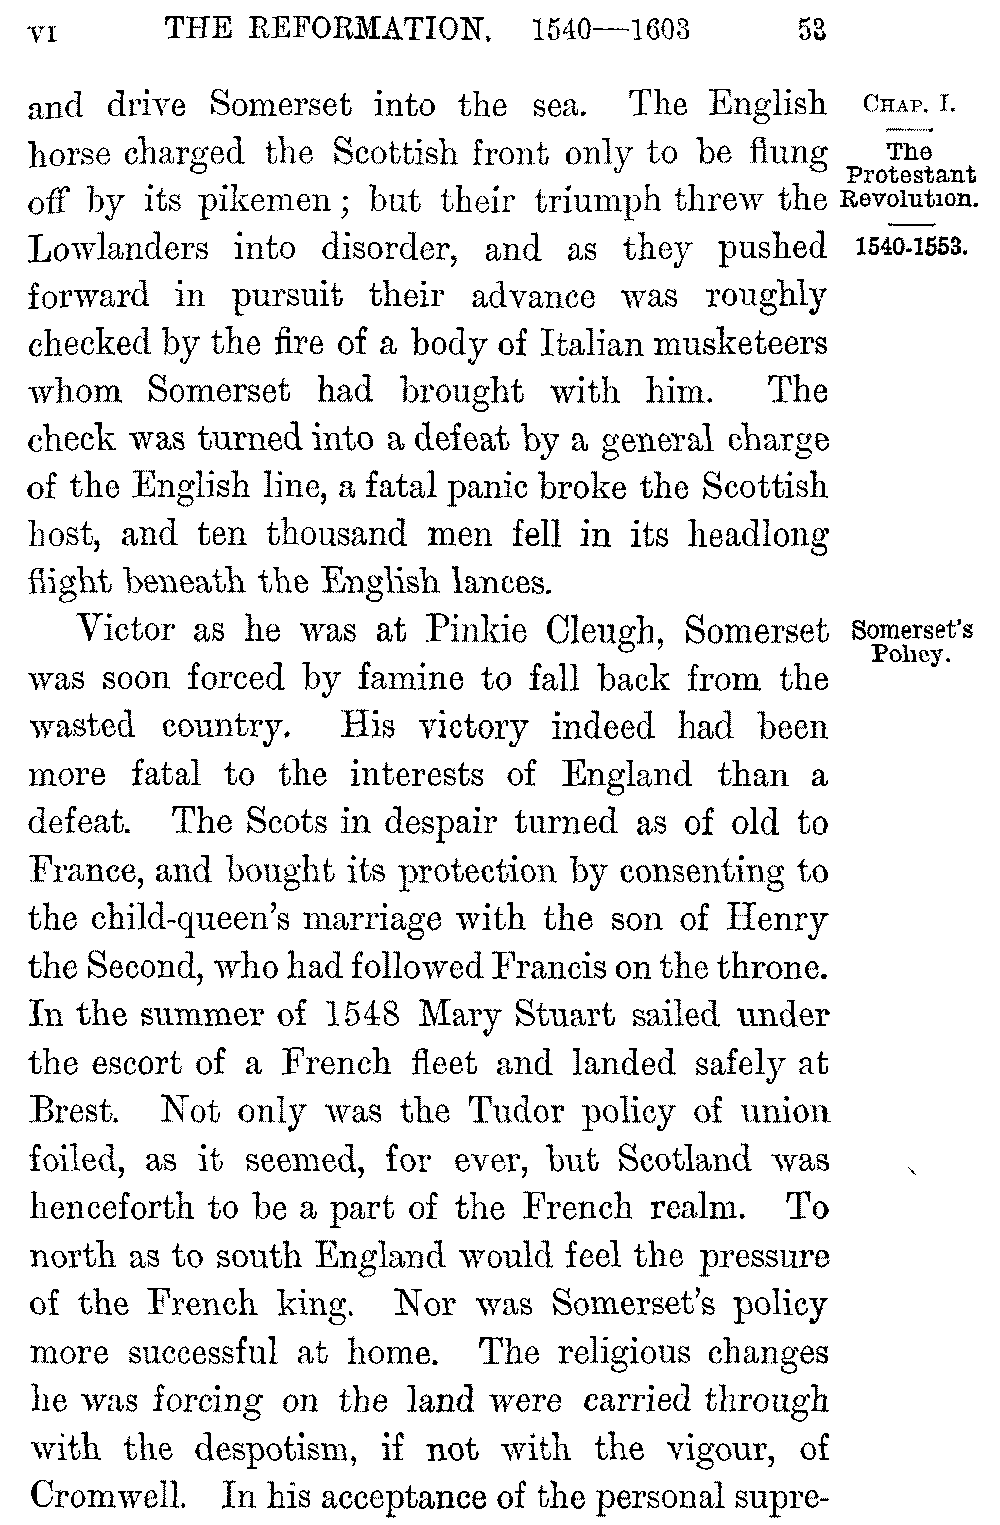 VI THE REFORMATION. 1540—1603 53
and drive Somerset into the sea. The English
horse charged the Scottish front only to be flung
off by its pikemen; but their triumph threw the
Lowlanders into disorder, and as they pushed
forward in pursuit their advance was roughly
checked by the fire of a body of Italian musketeers
whom Somerset had brought with him. The
check was turned into a defeat by a general charge
of the English line, a fatal panic broke the Scottish
host, and ten thousand men fell in its headlong
flight beneath the English lances.
Victor as he was at Pinkie Cleugh, Somerset
was soon forced by famine to fall back from the
wasted country. His victory indeed had been
more fatal to the interests of England than a
defeat. The Scots in despair turned as of old to
France, and bought its protection by consenting to
the child-queen's marriage with the son of Henry
the Second, who had followed Francis on the throne.
In the summer of 1548 Mary Stuart sailed under
the escort of a French fleet and landed safely at
Brest. Not only was the Tudor policy of union
foiled, as it seemed, for ever, but Scotland was
henceforth to be a part of the French realm. To
north as to south England would feel the pressure
of the French king. Nor was Somerset's policy
more successful at home. The religious changes
he was forcing on the land were carried through
with the despotism, if not with the vigour, of
Cromwell. In his acceptance of the personal supre-
CHAP. I.
The
Protestant
Revolution.
1540-1553.
Somerset's
Policy.